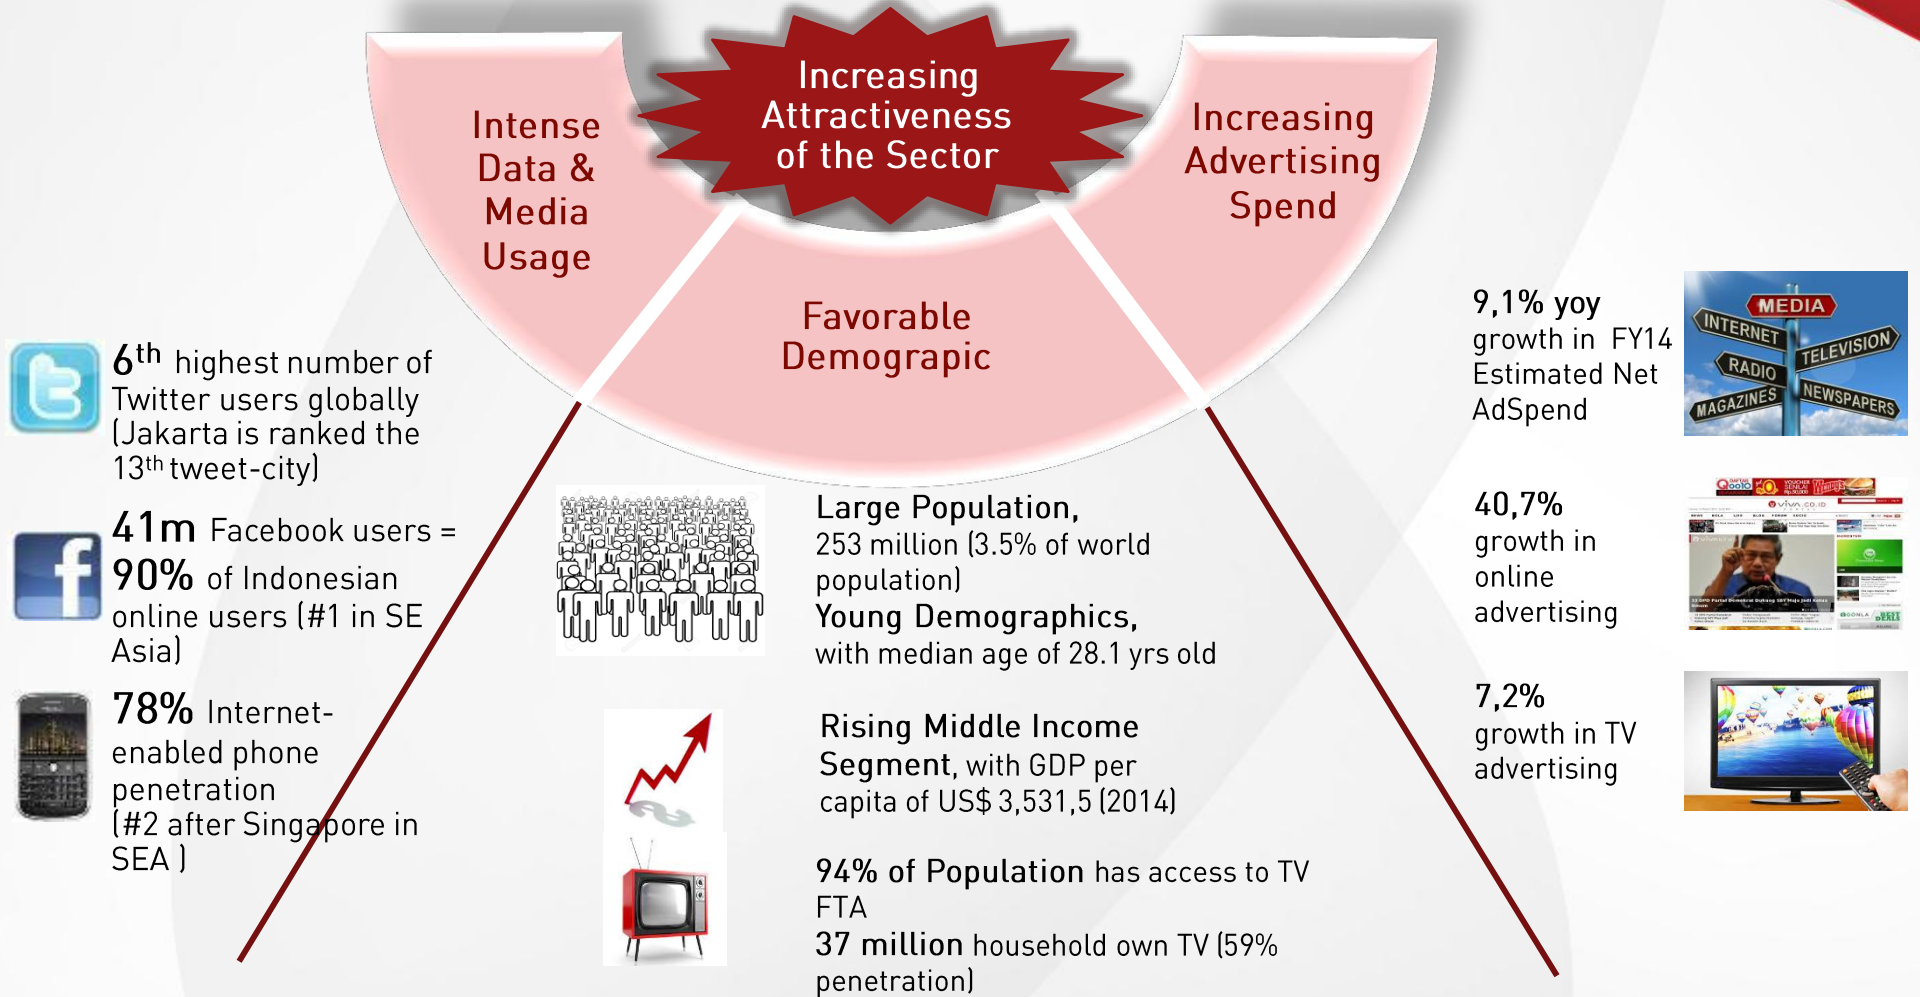 Increasing
Attractiveness
of the Sector
Intense
Data &
Media
Usage
Favorable
Demograpic
Increasing
Advertising
Spend
6th highest number of
Twitter users globally
(Jakarta is ranked the
13th tweet-city)
41m Facebook users =
90% of Indonesian
online users (#1 in SE
Asia)
78% Internet-
enabled phone
penetration
(#2 after Singapore in
SEA )
Large Population,
253 million (3.5% of world
population)
Young Demographics,
with median age of 28.1 yrs old
Rising Middle Income
Segment, with GDP per
capita of US$ 3,531,5 (2014)
94% of Population has access to TV
FTA
37 million household own TV (59%
penetration)
9,1% yoy
growth in FY14
Estimated Net
AdSpend
MEDIA
INTERNET
TELEVISION
RADIO
MAGAZINES
NEWSPAPERS
40,7%
growth in
online
advertising
Qoo10
VIVA.CO.ID
7,2%
growth in TV
advertising